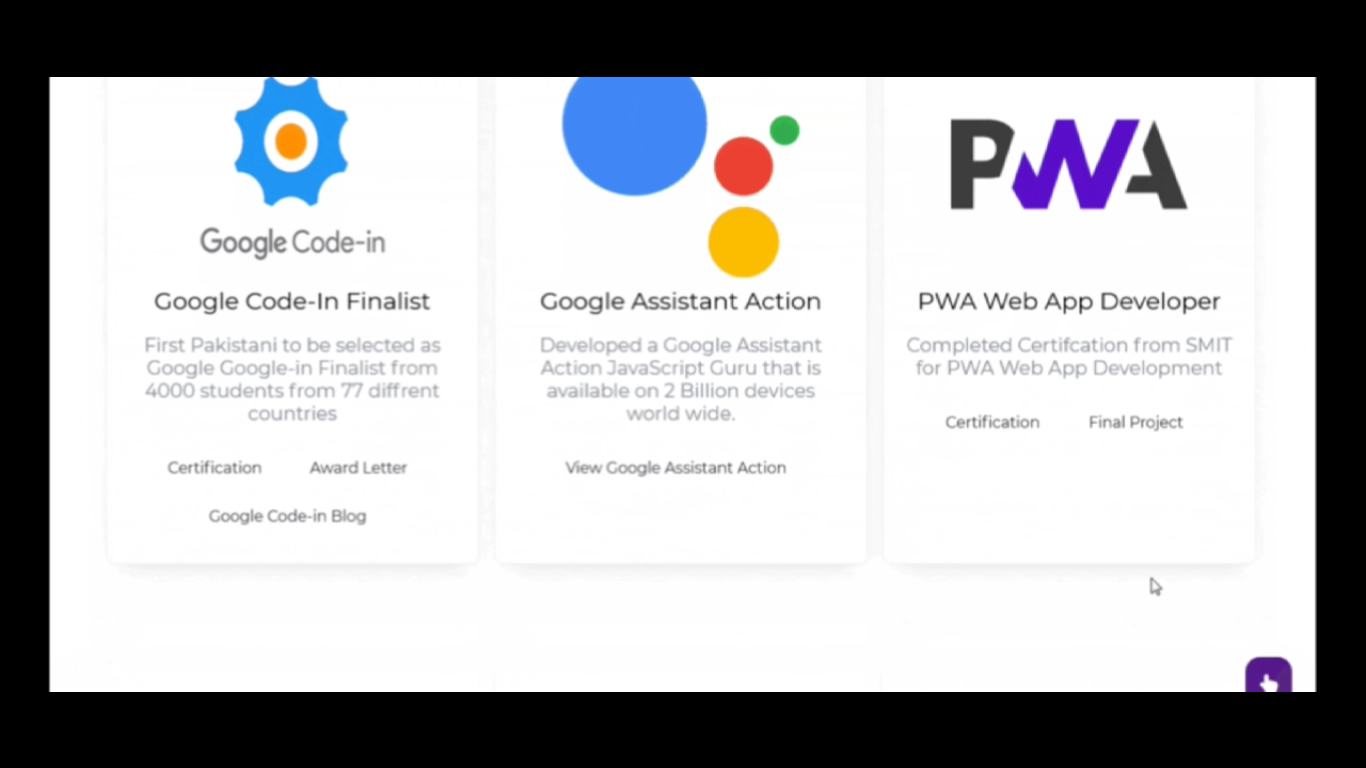 Google Code-in
Google Code-In Finalist
First Pakistani to be selected as
Google Google-in Finalist from
4000 students from 77 diffrent
countries
Certification Award Letter
Google Code-in Blog
Google Assistant Action
Developed a Google Assistant
Action JavaScript Guru that is
available on 2 Billion devices
world wide.
View Google Assistant Action
PWA
PWA Web App Developer
Completed Certifcation from SMIT
for PWA Web App Development
Certification Final Project